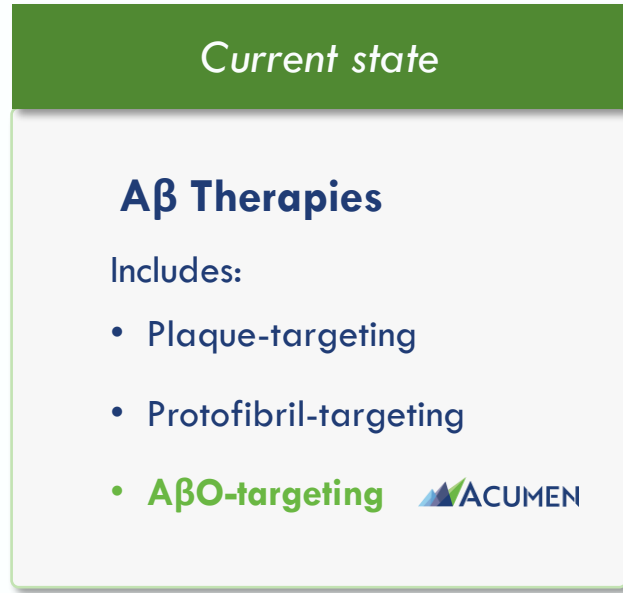 Current state
Aβ Therapies
Includes:
• Plaque-targeting
• Protofibril-targeting
• AβO-targeting ACUMEN